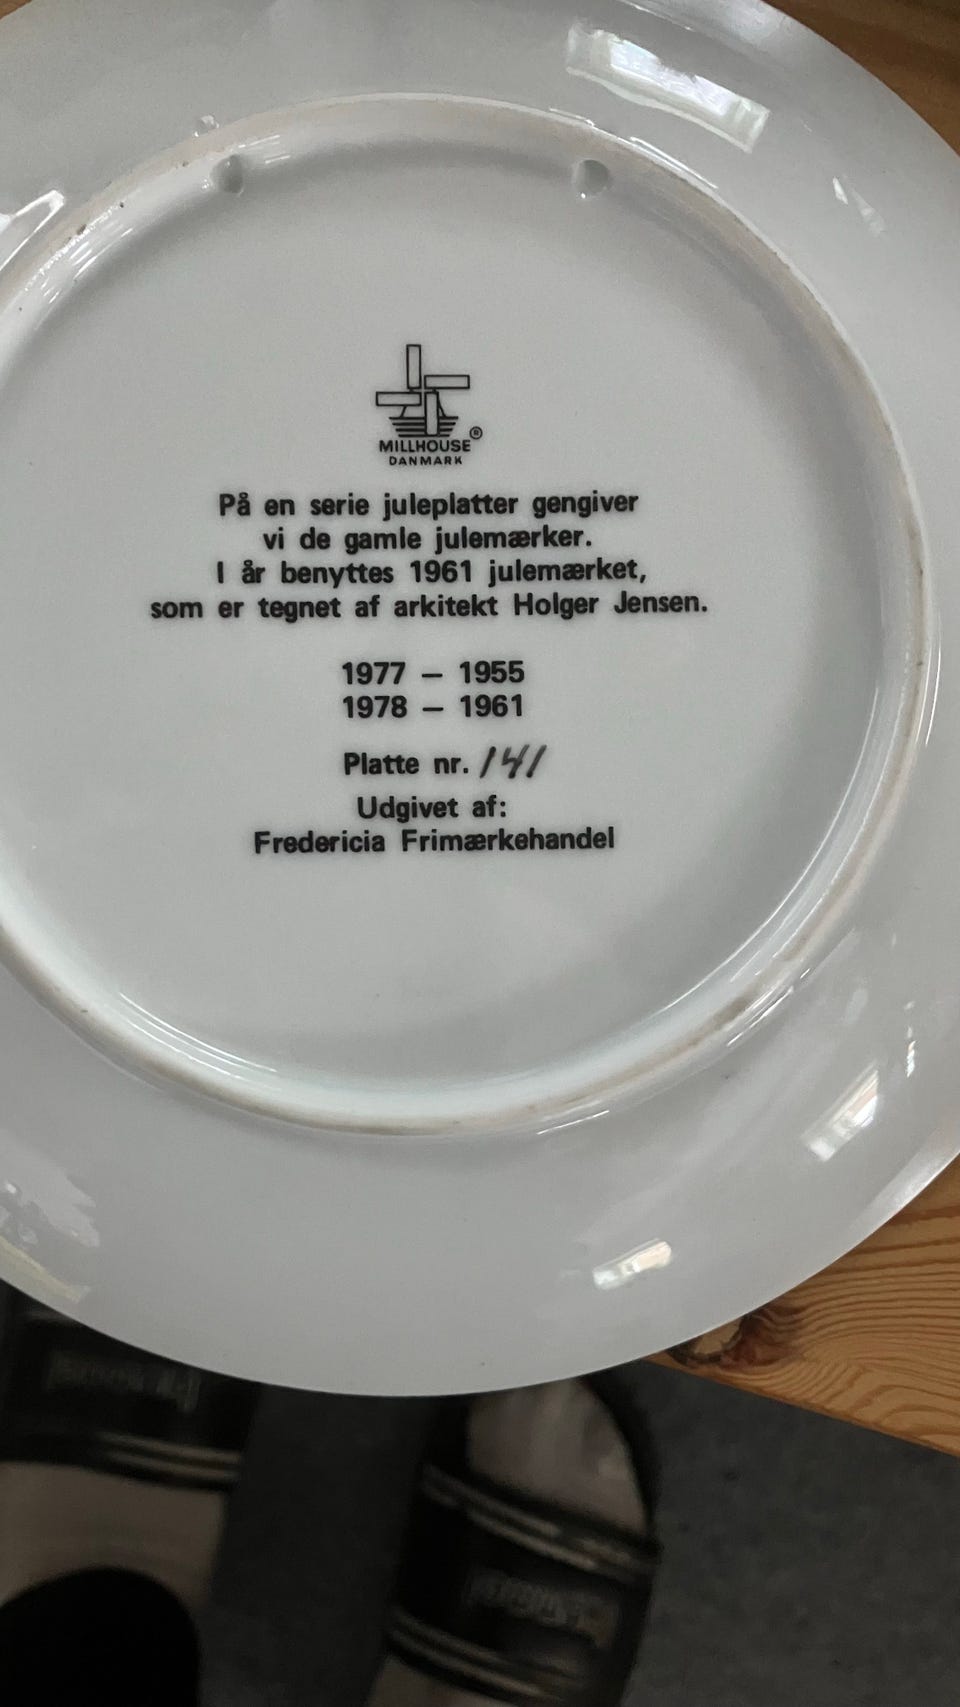 MILLHOUSE ®
DANMARK
På en serie juleplatter gengiver
vi de gamle julemærker.
I år benyttes 1961 julemærket,
som er tegnet af arkitekt Holger Jensen.
1977 – 1955
1978 – 1961
Platte nr. 141
Udgivet af:
Fredericia Frimærkehandel